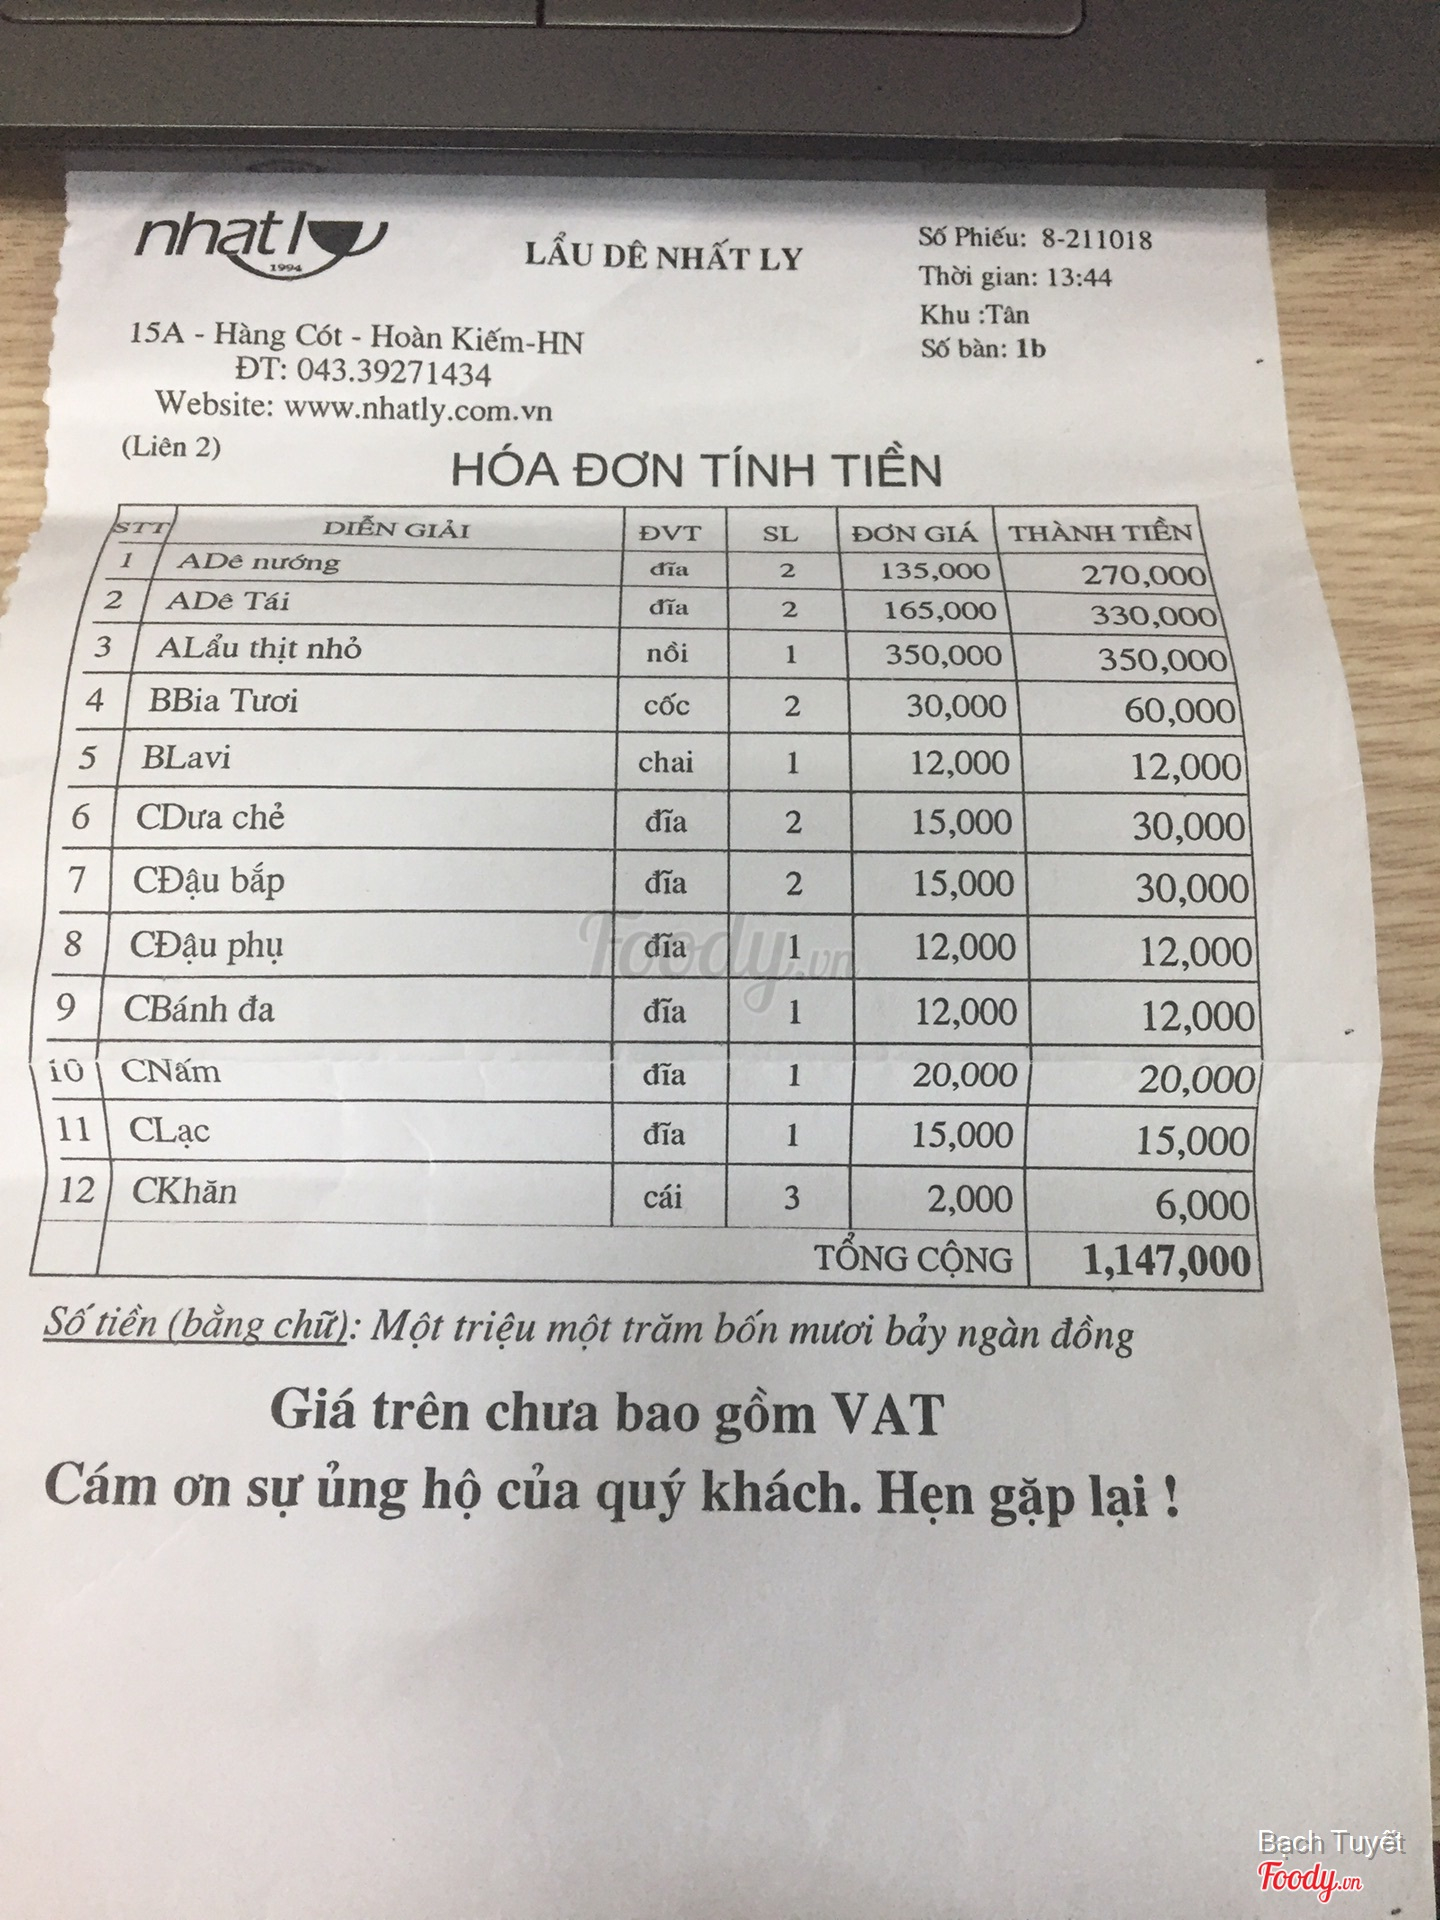 nhatly
1994
LẨU DÊ NHẤT LY
Số Phiếu: 8-211018
Thời gian: 13:44
Khu :Tân
Số bàn: 1b
15A - Hàng Cót - Hoàn Kiếm-HN
ĐT: 043.39271434
Website: www.nhatly.com.vn
(Liên 2)
HÓA ĐƠN TÍNH TIỀN
STT DIỄN GIẢI ĐVT SL ĐƠN GIÁ THÀNH TIỀN
1 ADê nướng đĩa 2 135,000 270,000
2 ADê Tái đĩa 2 165,000 330,000
3 ALẩu thịt nhỏ nồi 1 350,000 350,000
4 BBia Tươi cốc 2 30,000 60,000
5 BLavi chai 1 12,000 12,000
6 CDưa chẻ đĩa 2 15,000 30,000
7 CĐậu bắp đĩa 2 15,000 30,000
8 CĐậu phụ đĩa 1 12,000 12,000
9 CBánh đa đĩa 1 12,000 12,000
10 CNấm đĩa 1 20,000 20,000
11 CLạc đĩa 1 15,000 15,000
12 CKhăn cái 3 2,000 6,000
TỔNG CỘNG 1,147,000
Số tiền (bằng chữ): Một triệu một trăm bốn mươi bảy ngàn đồng
Giá trên chưa bao gồm VAT
Cám ơn sự ủng hộ của quý khách. Hẹn gặp lại !
Foody.vn
Bạch Tuyết
Foody.vn